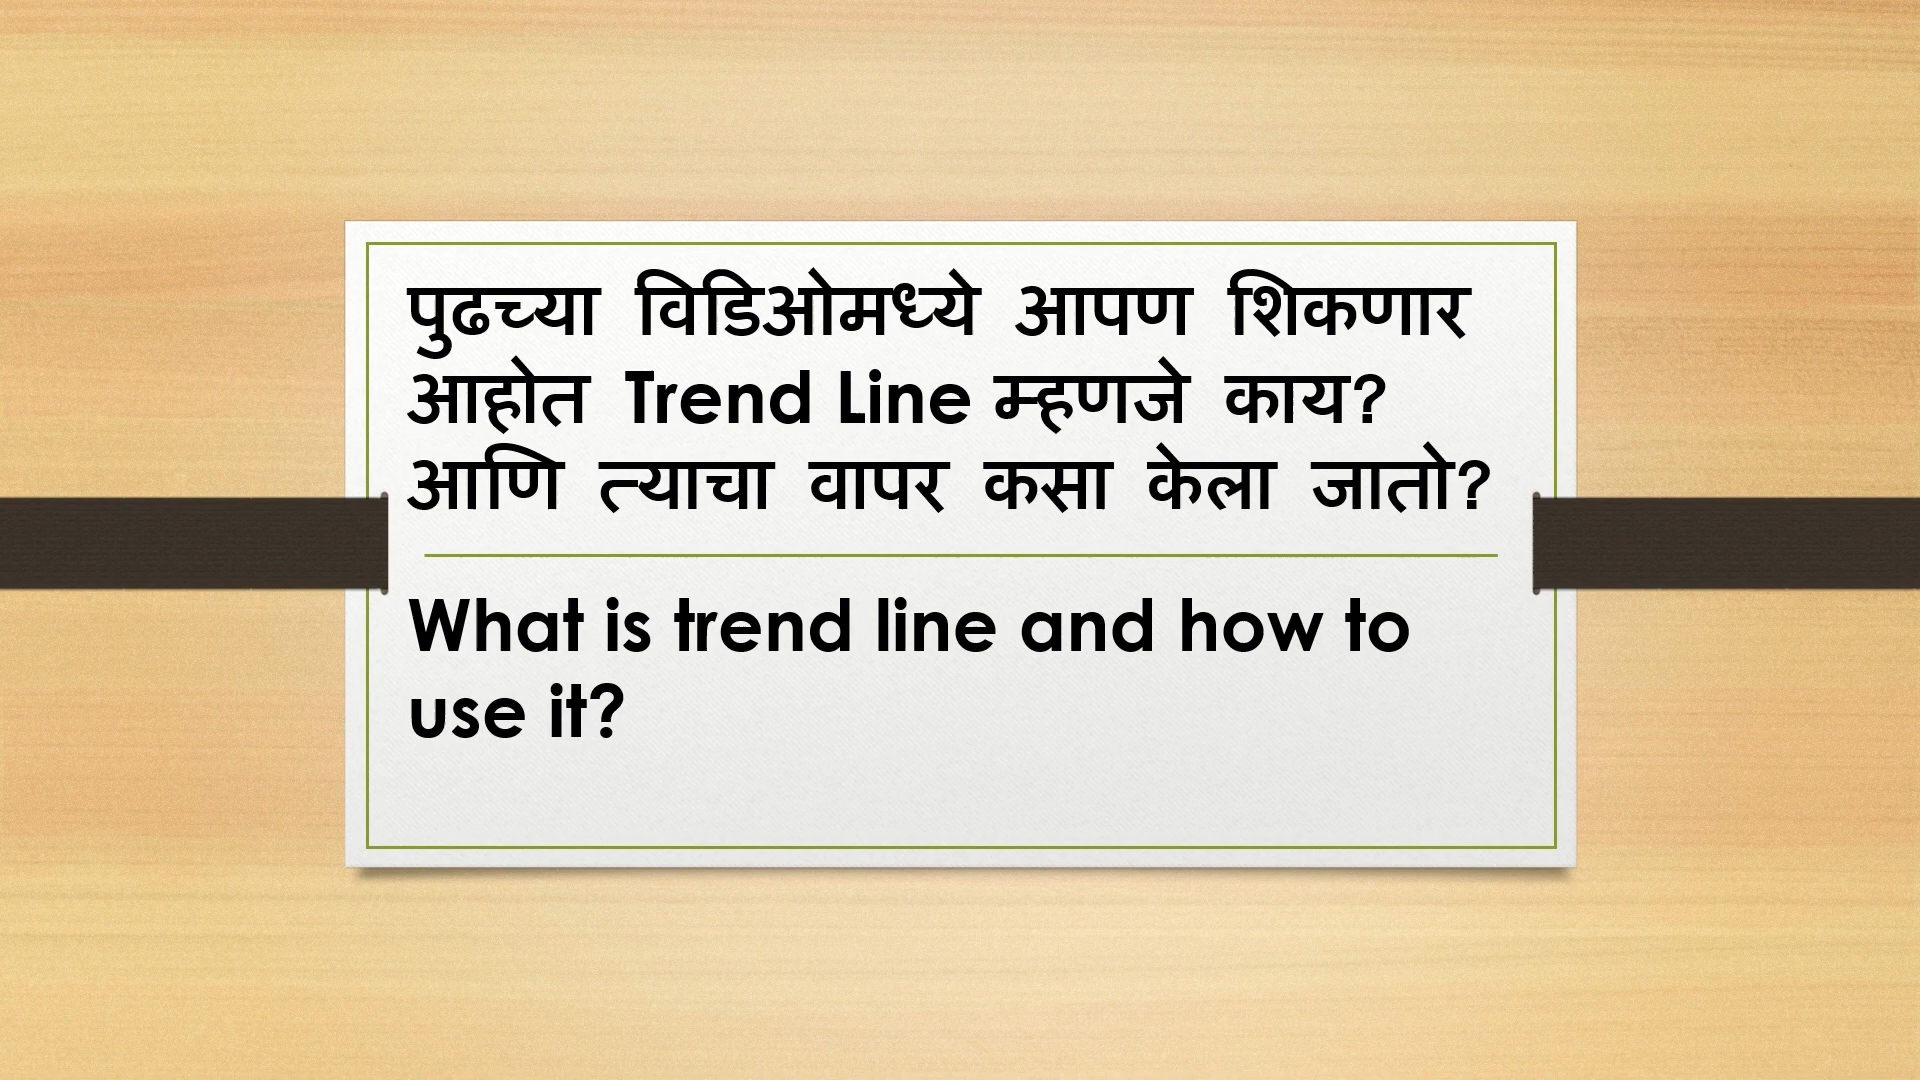 पुढच्या विडिओमध्ये आपण शिकणार
आहोत Trend Line म्हणजे काय?
आणि त्याचा वापर कसा केला जातो?
What is trend line and how to
use it?